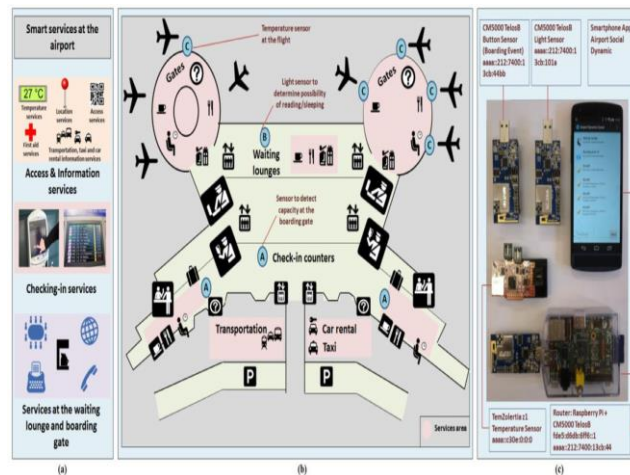 Smart services at the
airport
27 °C
Temperature
services
Location
services
Access
services
First aid
services
Transportation, taxi and car
rental information services
Access & Information
services
Checking-in services
Services at the waiting
lounge and boarding
gate
(a)
Temperature sensor
at the flight
C
Gates
Gates
C
C
C
C
Light sensor to
determine possibility
of reading/sleeping
B
Waiting
lounges
Sensor to detect
capacity at the
boarding gate
A
Check-in counters
A
A
Transportation
Car rental
Taxi
P
P
Services area
(b)
CM5000 TelosB
Button Sensor
(Boarding Event)
aaaa::212:7400:1
3cb:44bb
CM5000 TelosB
Light Sensor
aaaa::212:7400:1
3cb:101a
Smartphone App
Airport Social
Dynamic
Temperature Sensor
aaaa::c30e:0:0:0
Router: Raspberry Pi+
CM5000 TelosB
aaaa::212:7400:13cb:44
(c)